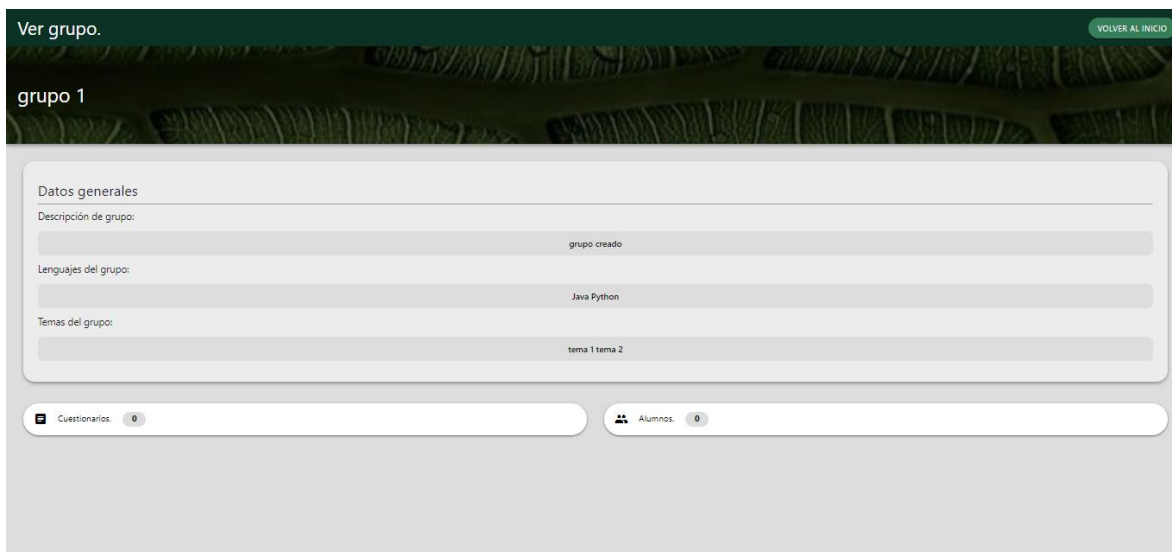 Ver grupo.
VOLVER AL INICIO
grupo 1
Datos generales
Descripción de grupo:
grupo creado
Lenguajes del grupo:
Java Python
Temas del grupo:
tema 1 tema 2
Cuestionarios. 0
Alumnos. 0